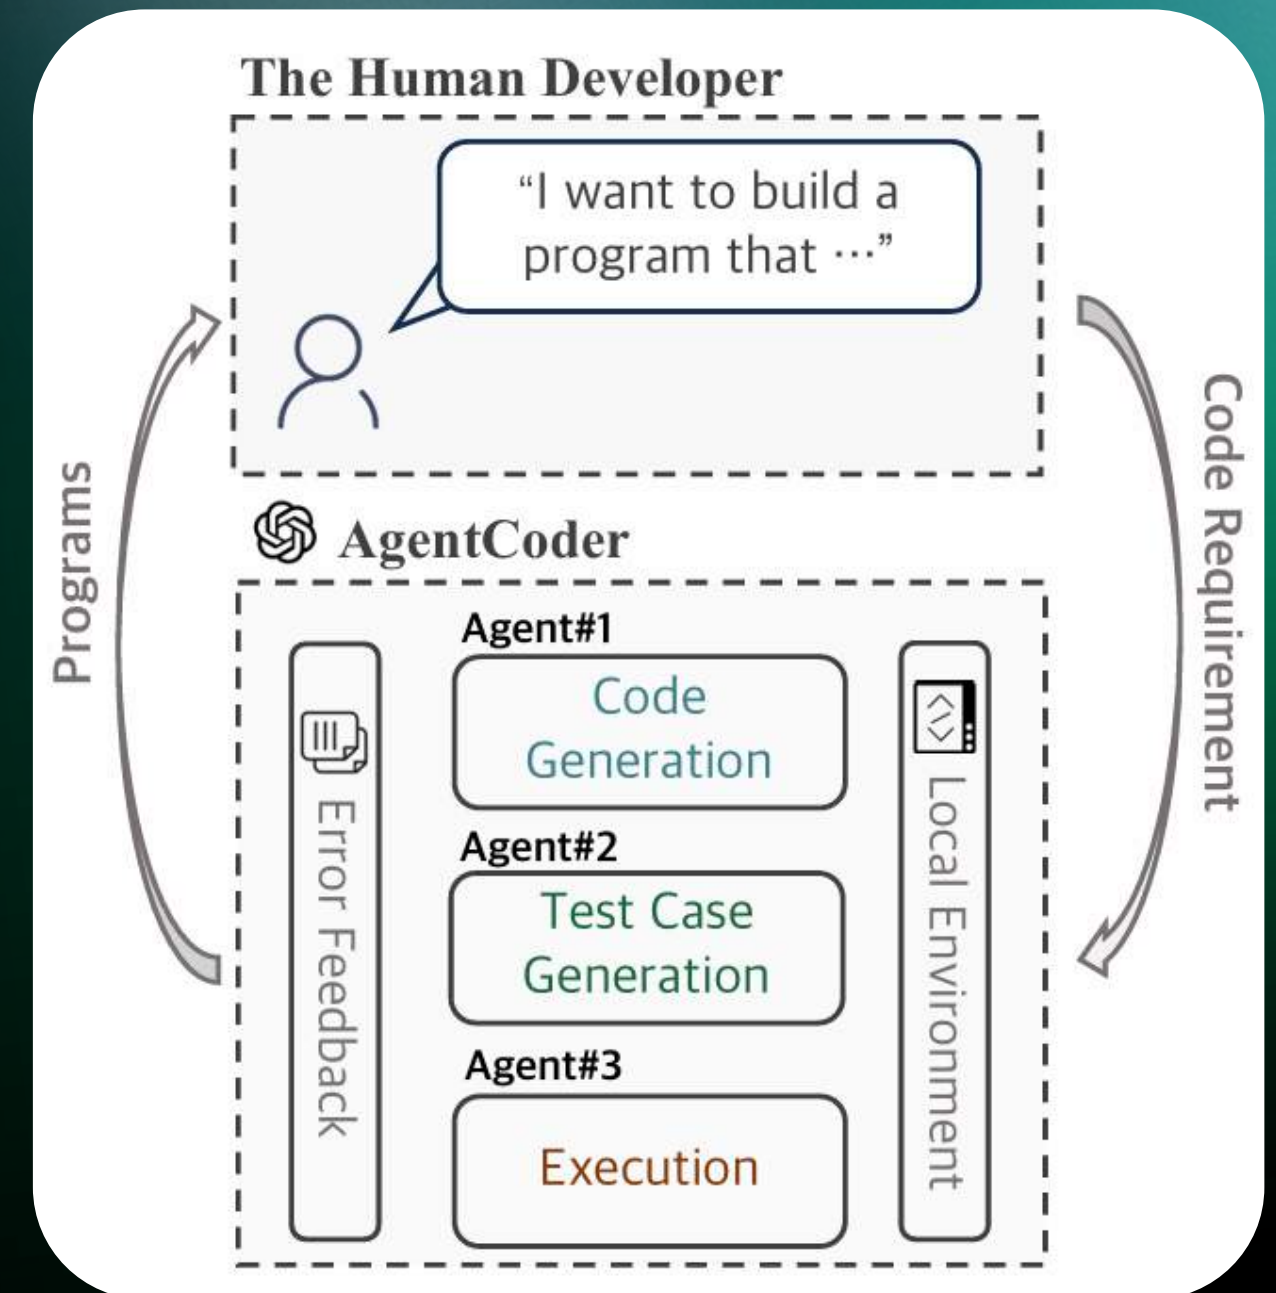 The Human Developer
“I want to build a
program that ⋯”
Programs
Code Requirement
AgentCoder
Error Feedback
Agent#1
Code
Generation
Agent#2
Test Case
Generation
Agent#3
Execution
Local Environment